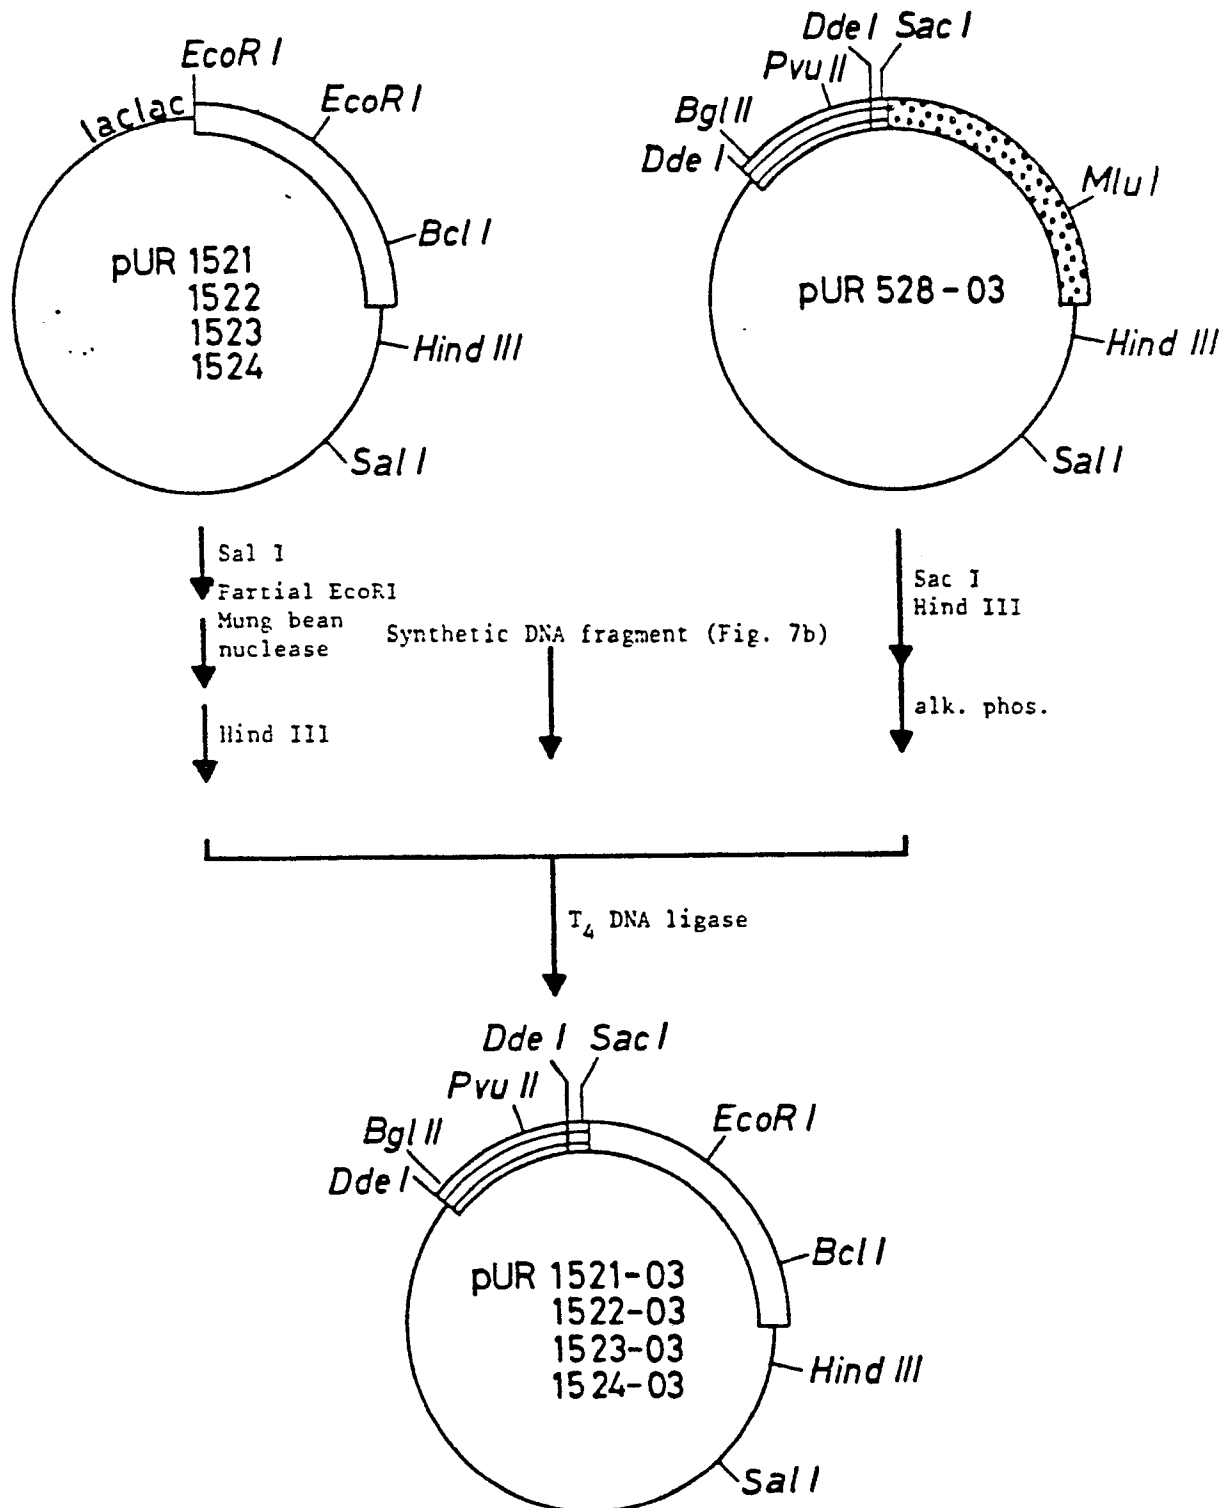 EcoR I
EcoR I
laclac
Bcl I
pUR 1521
1522
1523
1524
Hind III
Sal I
Dde I Sac I
Pvu II
Bgl II
Dde I
Mlu I
pUR 528-03
Hind III
Sal I
Sal I
Partial EcoRI
Mung bean
nuclease
Hind III
Synthetic DNA fragment (Fig. 7b)
Sac I
Hind III
alk. phos.
T4 DNA ligase
Dde I Sac I
Pvu II
EcoR I
Bgl II
Dde I
Bcl I
pUR 1521-03
1522-03
1523-03
1524-03
Hind III
Sal I